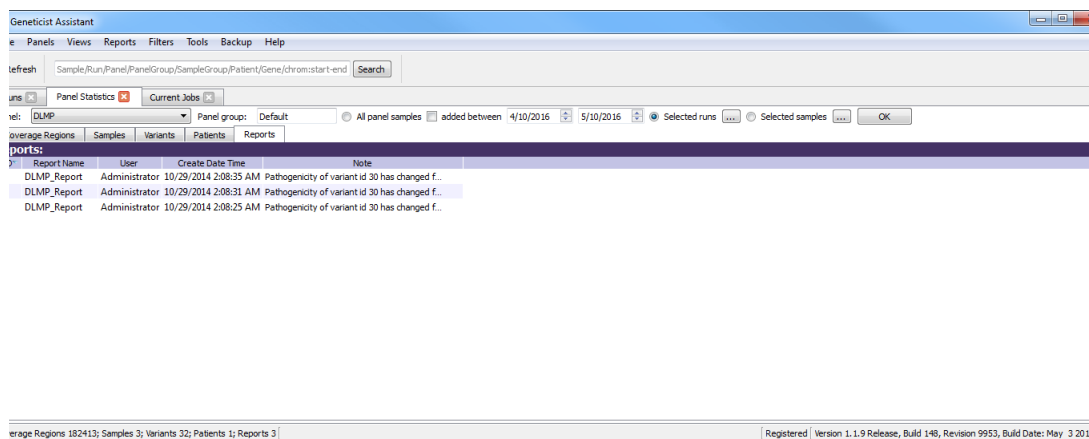 Geneticist Assistant
e Panels Views Reports Filters Tools Backup Help
efresh Sample/Run/Panel/PanelGroup/SampleGroup/Patient/Gene/chrom:start-end Search
uns Panel Statistics Current Jobs
nel: DLMP Panel group: Default All panel samples added between 4/10/2016 5/10/2016 Selected runs ... Selected samples ... OK
overage Regions Samples Variants Patients Reports
ports:
Report Name User Create Date Time Note
DLMP_Report Administrator 10/29/2014 2:08:35 AM Pathogenicity of variant id 30 has changed f...
DLMP_Report Administrator 10/29/2014 2:08:31 AM Pathogenicity of variant id 30 has changed f...
DLMP_Report Administrator 10/29/2014 2:08:25 AM Pathogenicity of variant id 30 has changed f...
verage Regions 182413; Samples 3; Variants 32; Patients 1; Reports 3 Registered Version 1.1.9 Release, Build 148, Revision 9953, Build Date: May 3 201